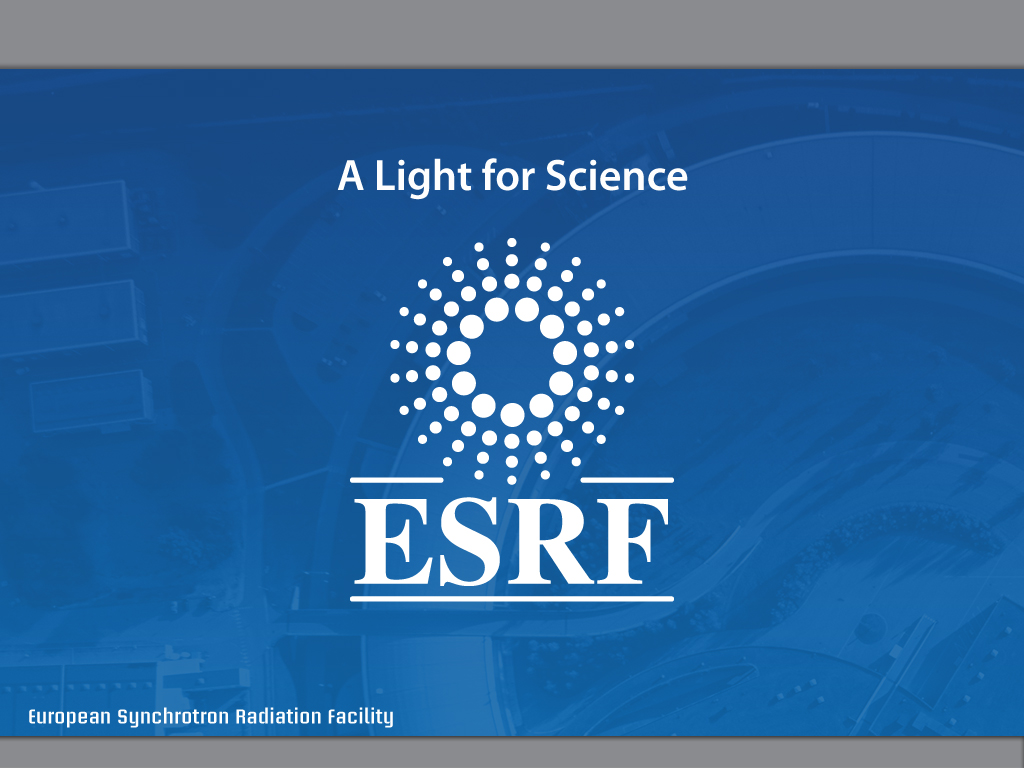 A Light for Science
ESRF
European Synchrotron Radiation Facility